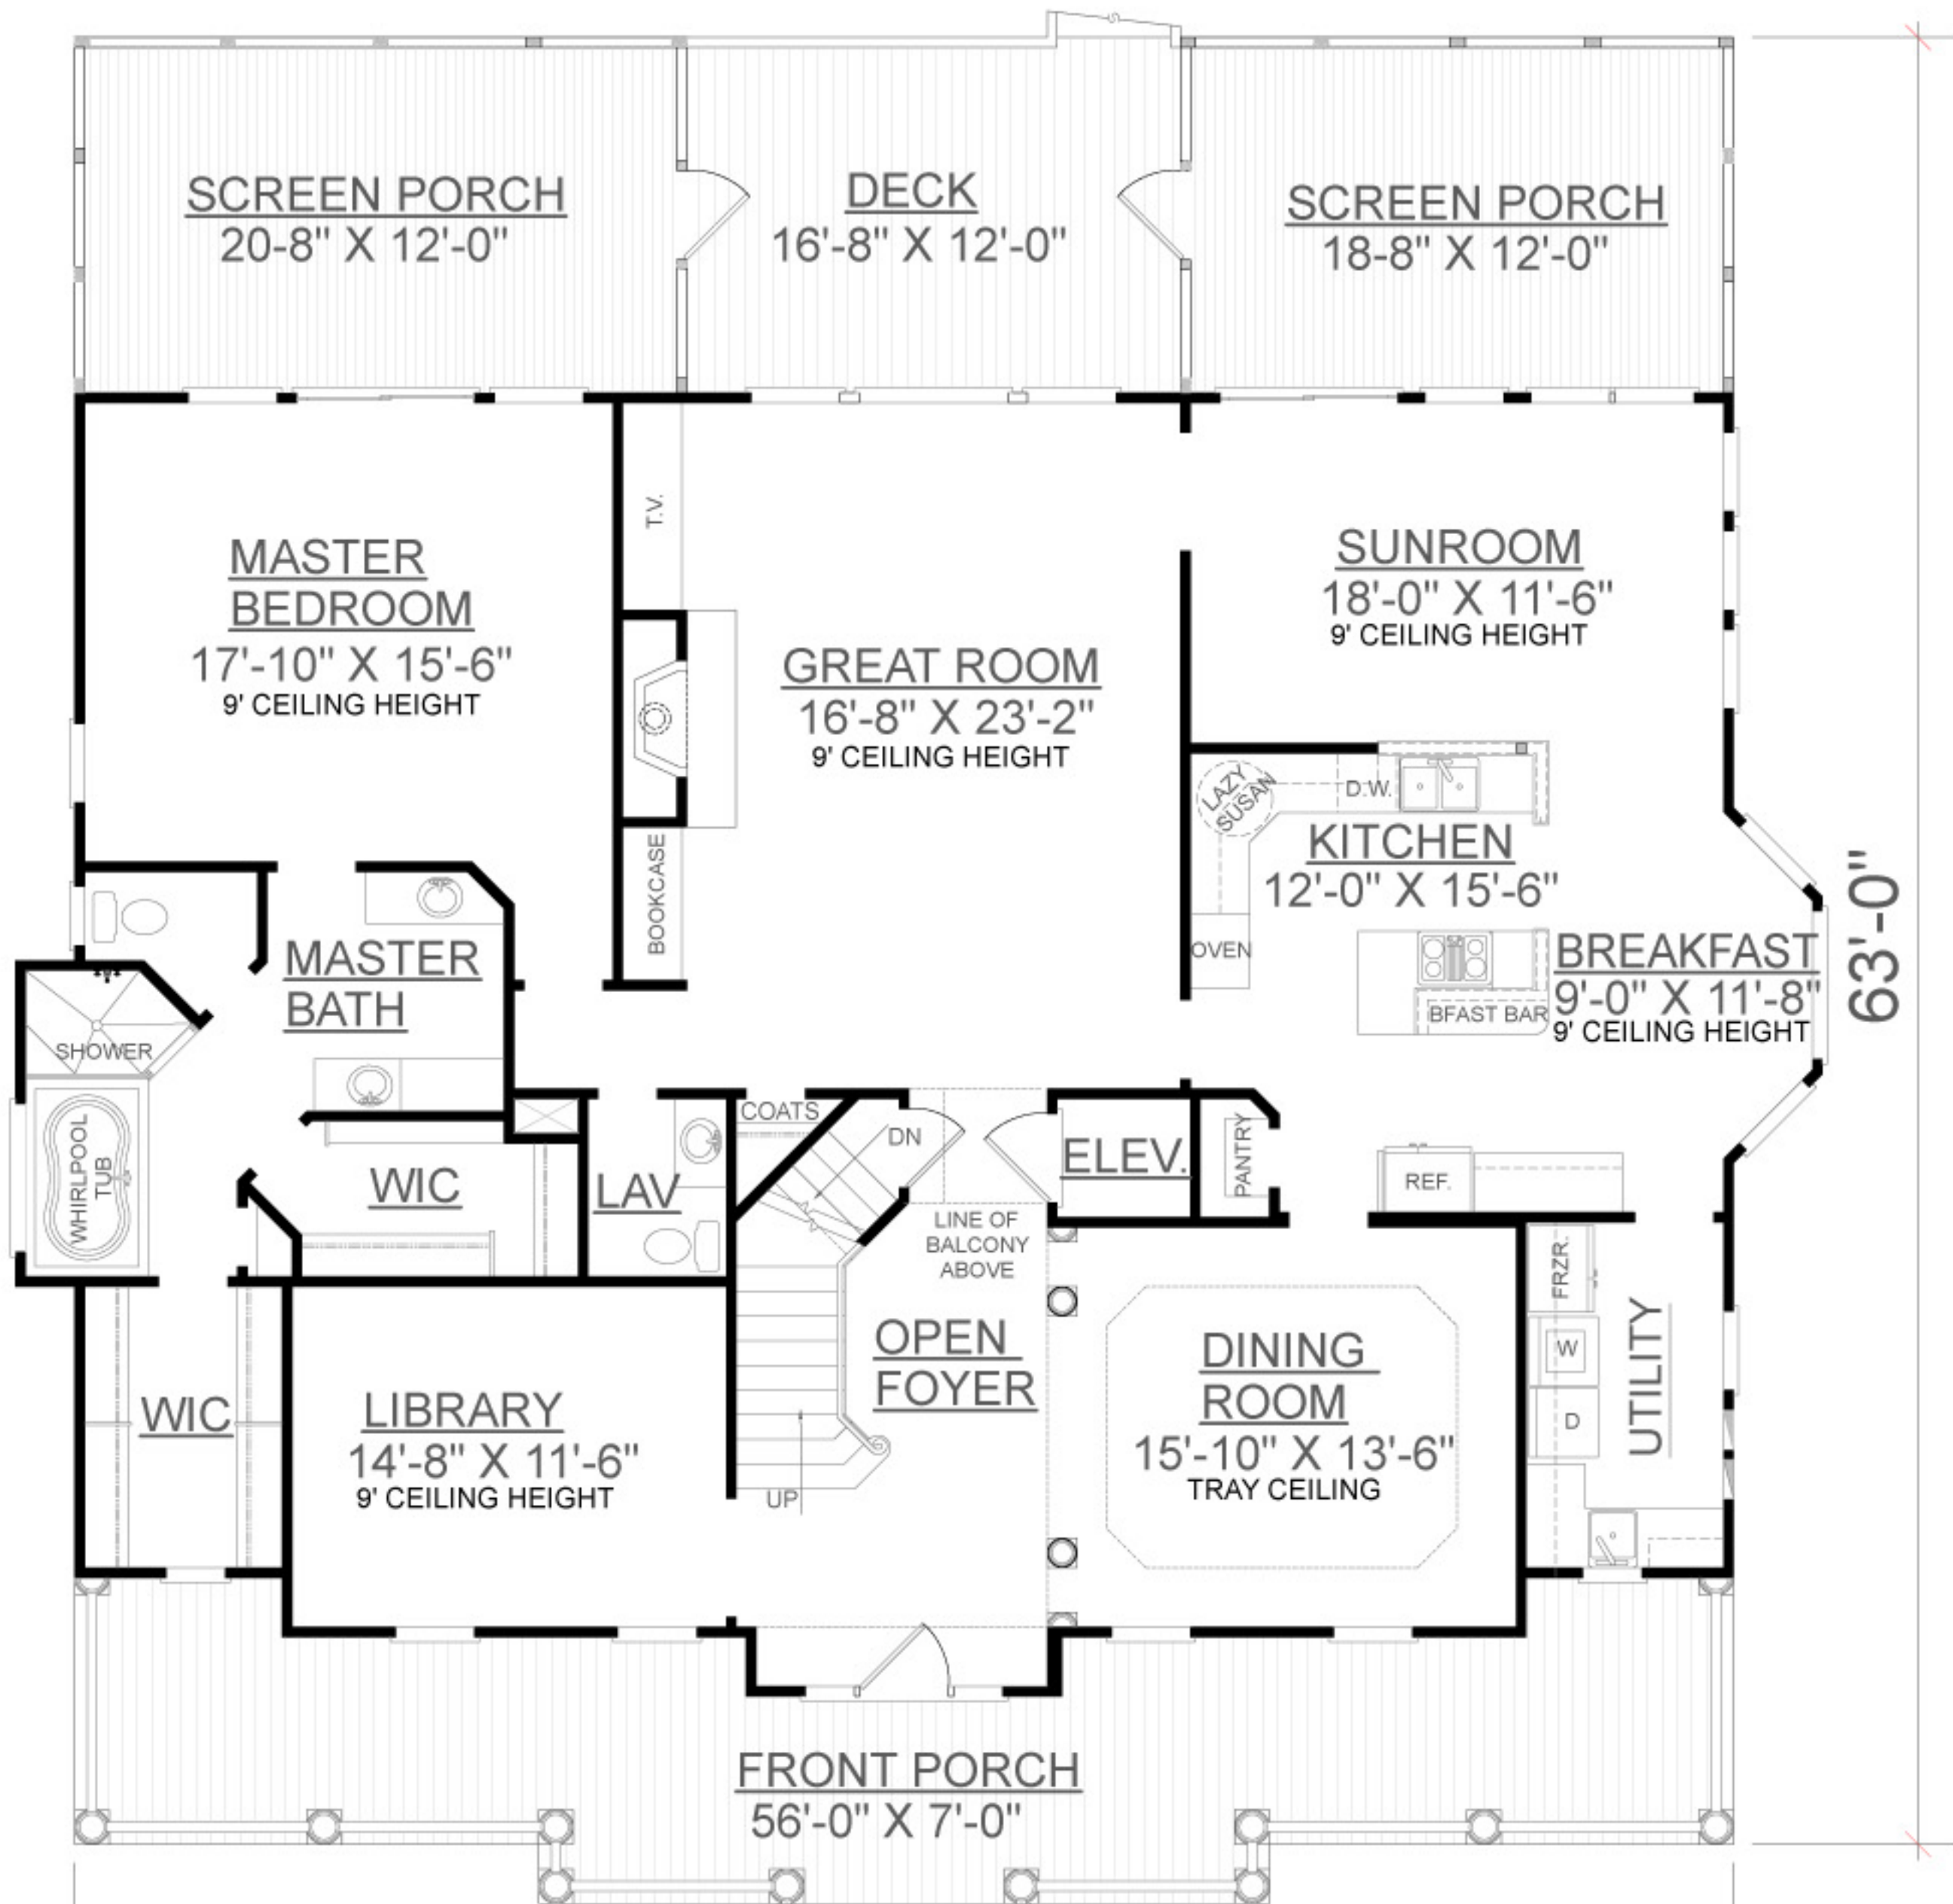 SCREEN PORCH
20-8" X 12'-0"
DECK
16'-8" X 12'-0"
SCREEN PORCH
18-8" X 12'-0"
MASTER
BEDROOM
17'-10" X 15'-6"
9' CEILING HEIGHT
T.V.
GREAT ROOM
16'-8" X 23'-2"
9' CEILING HEIGHT
BOOKCASE
SUNROOM
18'-0" X 11'-6"
9' CEILING HEIGHT
LAZY
SUSAN
D.W.
KITCHEN
12'-0" X 15'-6"
OVEN
BFAST BAR
BREAKFAST
9'-0" X 11'-8"
9' CEILING HEIGHT
63'-0"
MASTER
BATH
SHOWER
WHIRLPOOL
TUB
WIC
LAV
COATS
DN
ELEV.
PANTRY
REF.
LINE OF
BALCONY
ABOVE
WIC
LIBRARY
14'-8" X 11'-6"
9' CEILING HEIGHT
UP
OPEN
FOYER
DINING
ROOM
15'-10" X 13'-6"
TRAY CEILING
FRZR.
W
D
UTILITY
FRONT PORCH
56'-0" X 7'-0"